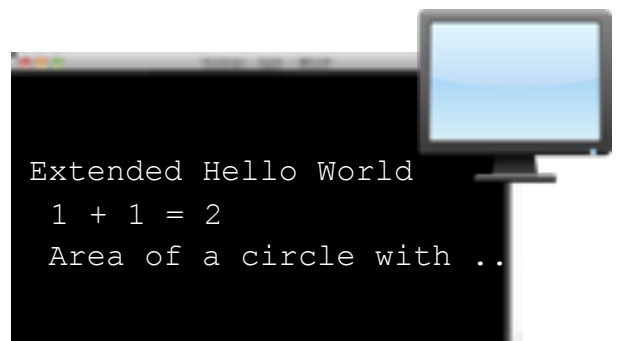 Extended Hello World
1 + 1 = 2
Area of a circle with ..